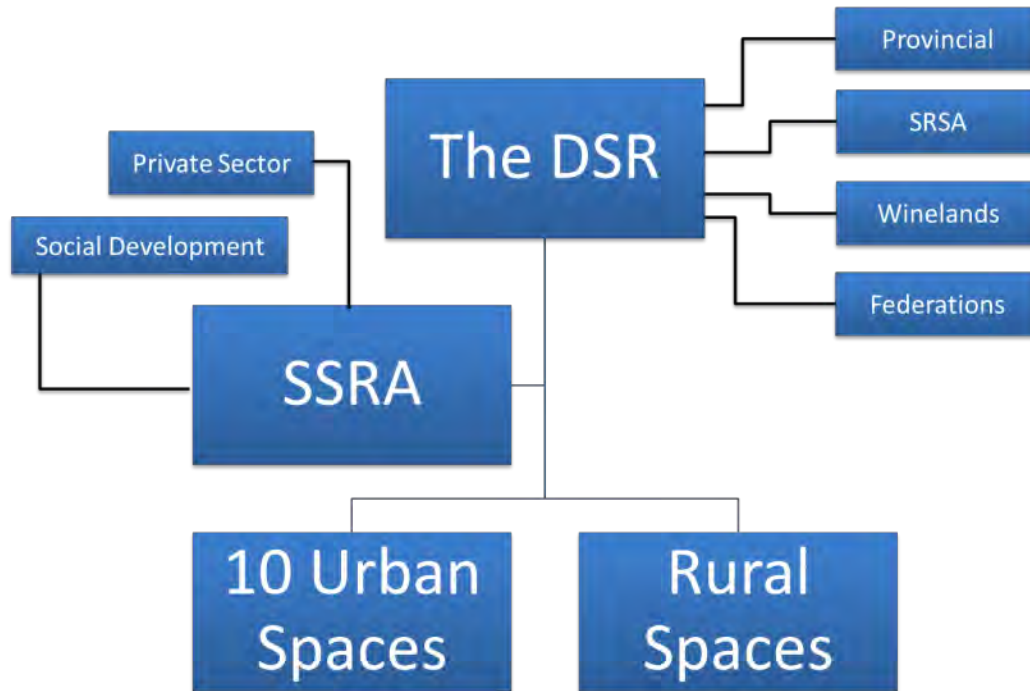 Provincial
The DSR
SRSA
Private Sector
Winelands
Social Development
Federations
SSRA
10 Urban
Spaces
Rural
Spaces